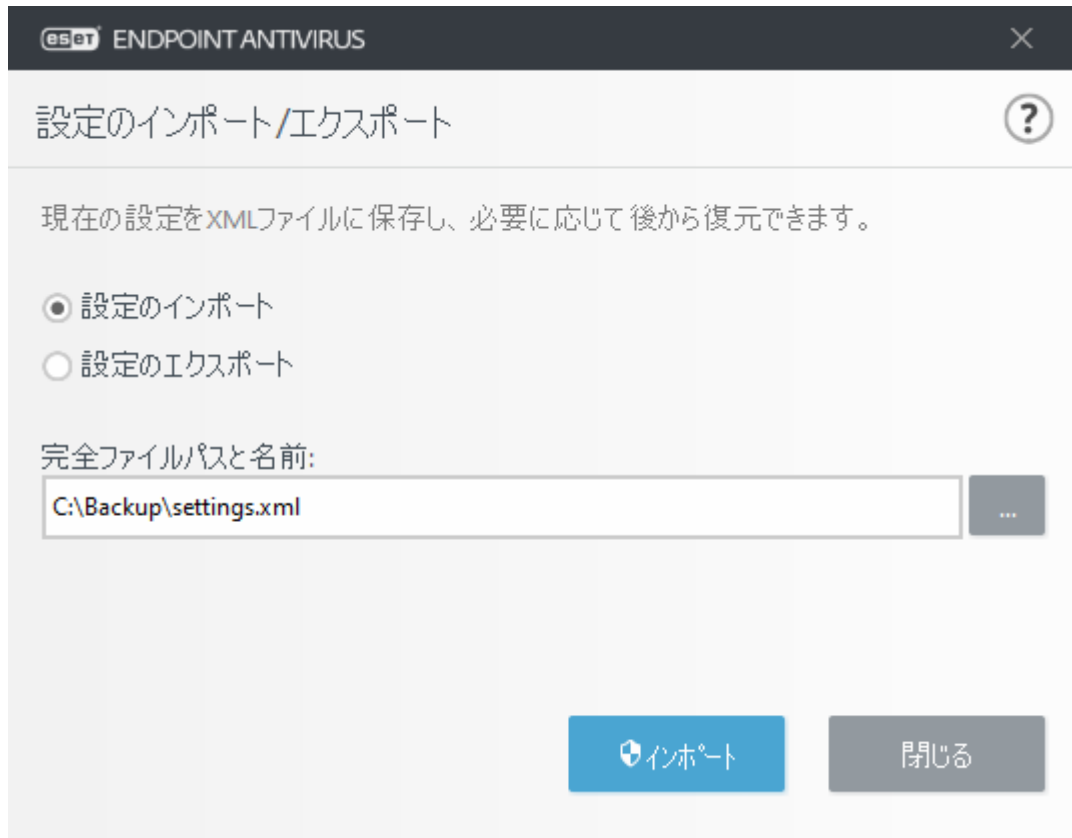 eset ENDPOINT ANTIVIRUS
設定のインポート/エクスポート
?
現在の設定をXMLファイルに保存し、必要に応じて後から復元できます。
設定のインポート
設定のエクスポート
完全ファイルパスと名前:
C:\Backup\settings.xml
...
インポート
閉じる